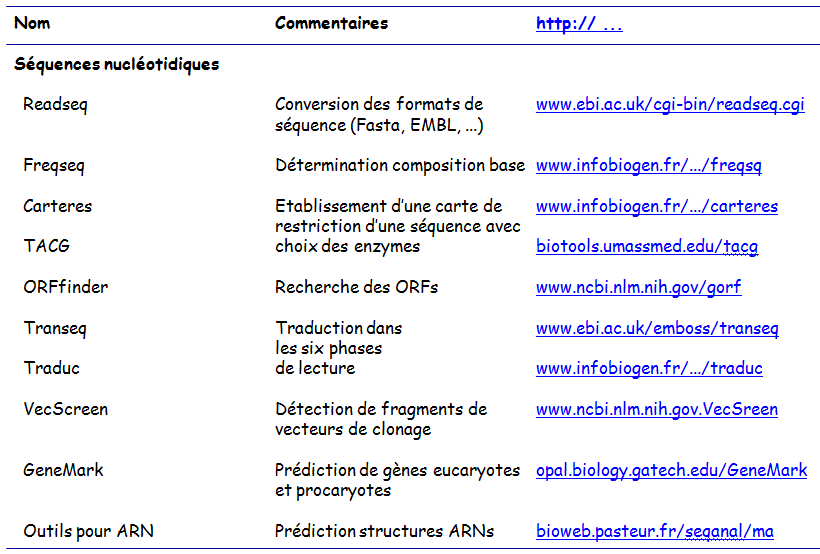 Nom Commentaires http:// ...
Séquences nucléotidiques
Readseq Conversion des formats de www.ebi.ac.uk/cgi-bin/readseq.cgi
séquence (Fasta, EMBL, ...)
Freqseq Détermination composition base www.infobiogen.fr/.../freqsq
Carteres Etablissement d'une carte de www.infobiogen.fr/.../carteres
restriction d'une séquence avec
TACG choix des enzymes biotools.umassmed.edu/tacg
ORFfinder Recherche des ORFs www.ncbi.nlm.nih.gov/gorf
Transeq Traduction dans www.ebi.ac.uk/emboss/transeq
les six phases
Traduc de lecture www.infobiogen.fr/.../traduc
VecScreen Détection de fragments de www.ncbi.nlm.nih.gov.VecSreen
vecteurs de clonage
GeneMark Prédiction de gènes eucaryotes opal.biology.gatech.edu/GeneMark
et procaryotes
Outils pour ARN Prédiction structures ARNs bioweb.pasteur.fr/seganal/ma